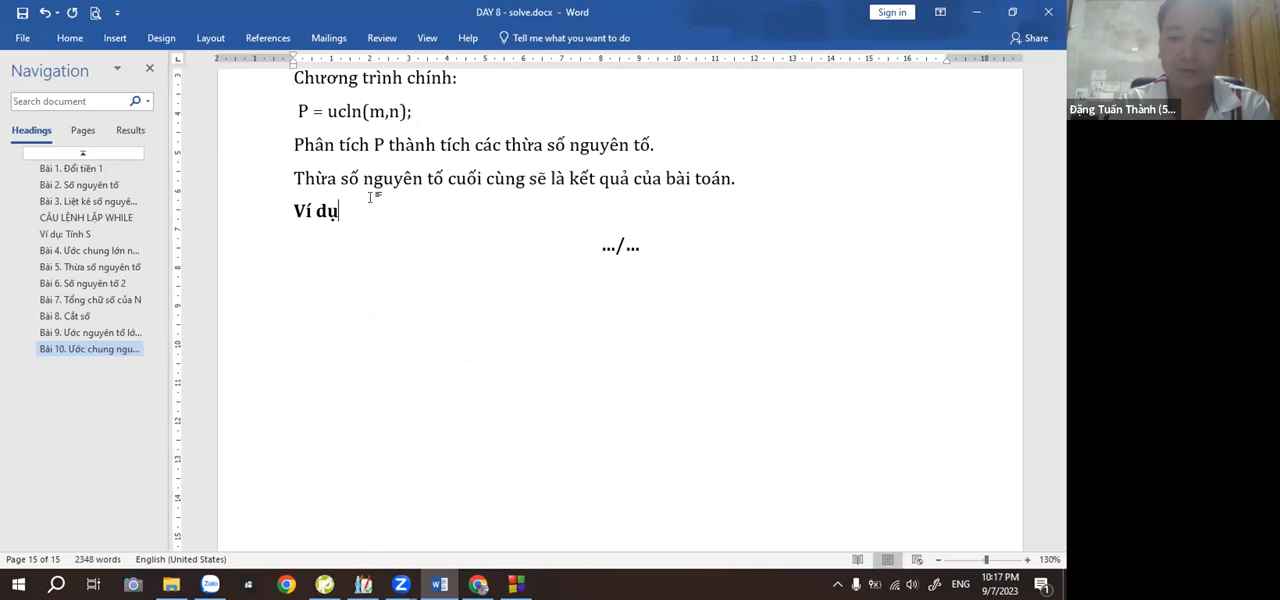 DAY 8 - solve.docx - Word
Sign in
File Home Insert Design Layout References Mailings Review View Help Tell me what you want to do Share
Navigation
Search document
Headings Pages Results
Bài 1. Đổi tiền 1
Bài 2. Số nguyên tố
Bài 3. Liệt kê số nguyê...
CÂU LỆNH LẶP WHILE
Ví dụ: Tính S
Bài 4. Ước chung lớn n...
Bài 5. Thừa số nguyên tố
Bài 6. Số nguyên tố 2
Bài 7. Tổng chữ số của N
Bài 8. Cắt số
Bài 9. Ước nguyên tố lớ...
Bài 10. Ước chung ngu...
Chương trình chính:
P = ucln(m,n);
Phân tích P thành tích các thừa số nguyên tố.
Thừa số nguyên tố cuối cùng sẽ là kết quả của bài toán.
Ví dụ
.../...
Đặng Tuấn Thành (5...
Page 15 of 15 2348 words English (United States)
130%
Zalo
ENG
10:17 PM
9/7/2023